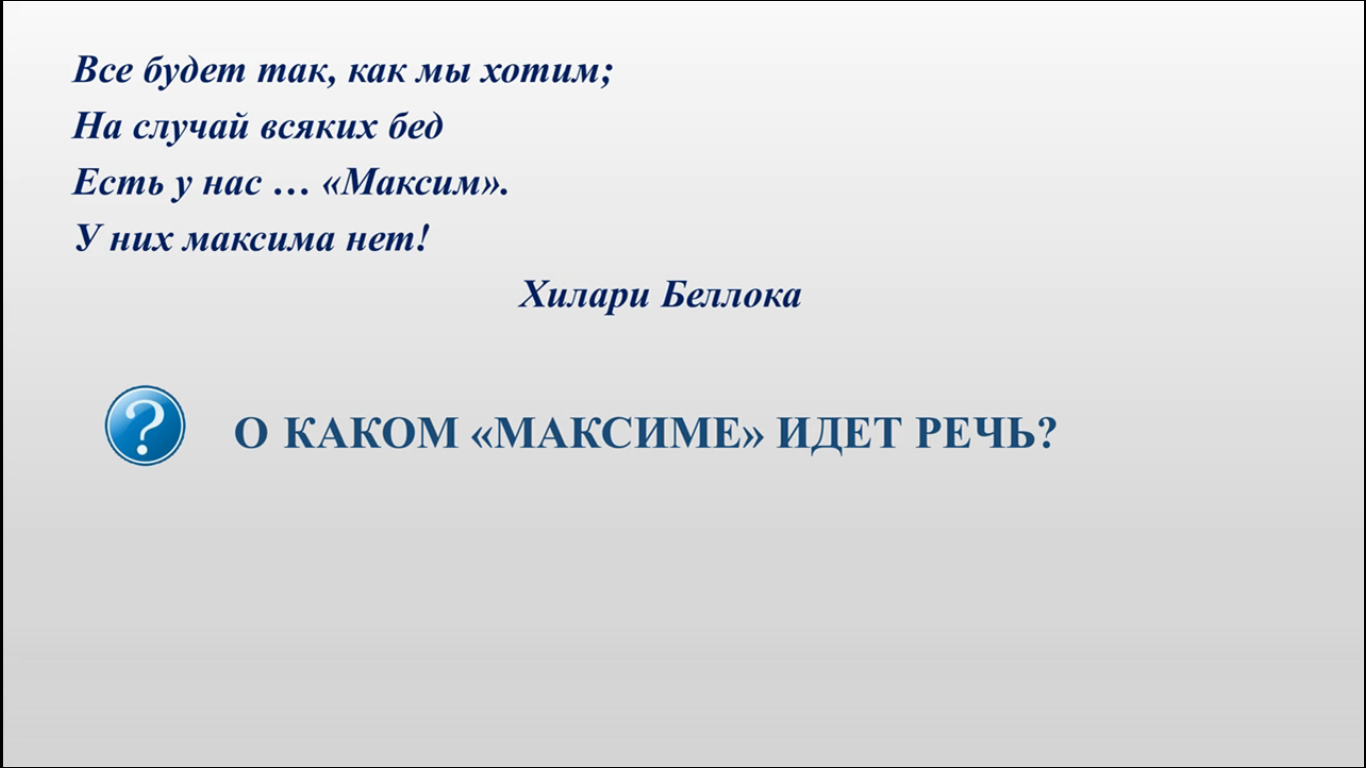 Все будет так, как мы хотим;
На случай всяких бед
Есть у нас … «Максим».
У них максима нет!
Хилари Беллока
?
О КАКОМ «МАКСИМЕ» ИДЕТ РЕЧЬ?